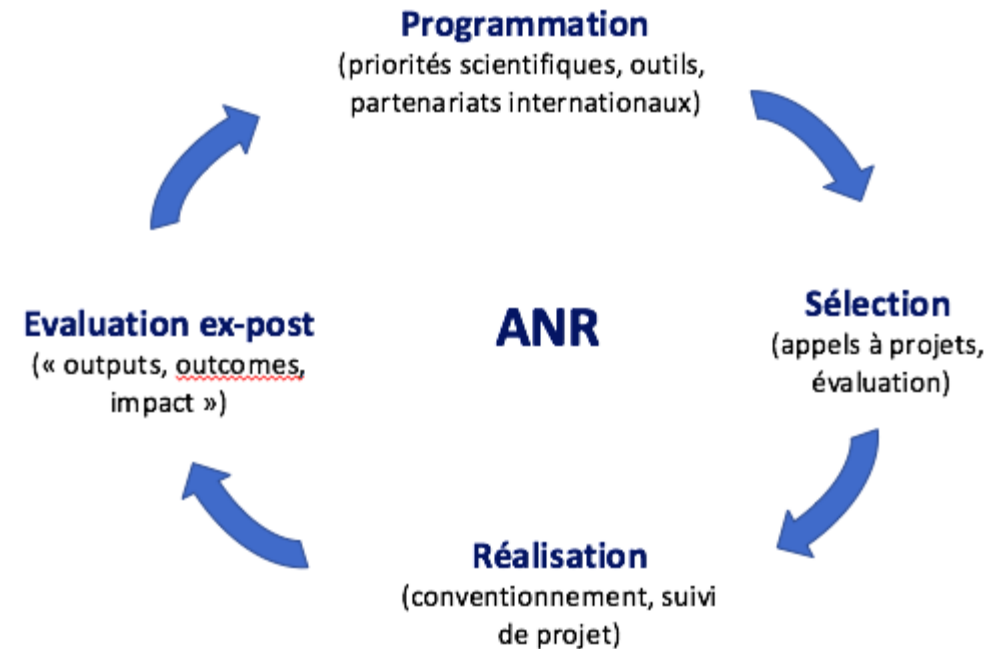 Programmation
(priorités scientifiques, outils,
partenariats internationaux)
Sélection
(appels à projets,
évaluation)
ANR
Evaluation ex-post
(« outputs, outcomes,
impact »)
Réalisation
(conventionnement, suivi
de projet)